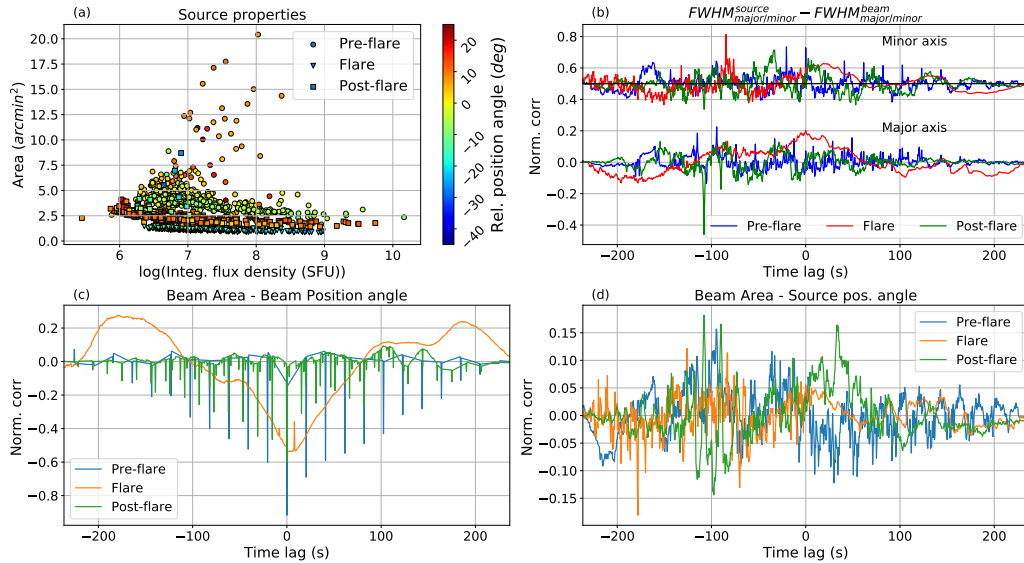 (a)
Source properties
Pre-flare
Flare
Post-flare
Area (arcmin²)
20.0
17.5
15.0
12.5
10.0
7.5
5.0
2.5
0.0
6 7 8 9 10
log(Integ. flux density (SFU))
20
10
0
−10
−20
−30
−40
Rel. position angle (deg)
(b)
FWHM^{source}_{major/minor} − FWHM^{beam}_{major/minor}
Minor axis
Major axis
Norm. corr
0.8
0.6
0.4
0.2
0.0
−0.2
−0.4
Pre-flare Flare Post-flare
−200 −100 0 100 200
Time lag (s)
(c)
Beam Area - Beam Position angle
Norm. corr
0.2
0.0
−0.2
−0.4
−0.6
−0.8
Pre-flare
Flare
Post-flare
−200 −100 0 100 200
Time lag (s)
(d)
Beam Area - Source pos. angle
Pre-flare
Flare
Post-flare
Norm. corr
0.15
0.10
0.05
0.00
−0.05
−0.10
−0.15
−200 −100 0 100 200
Time lag (s)